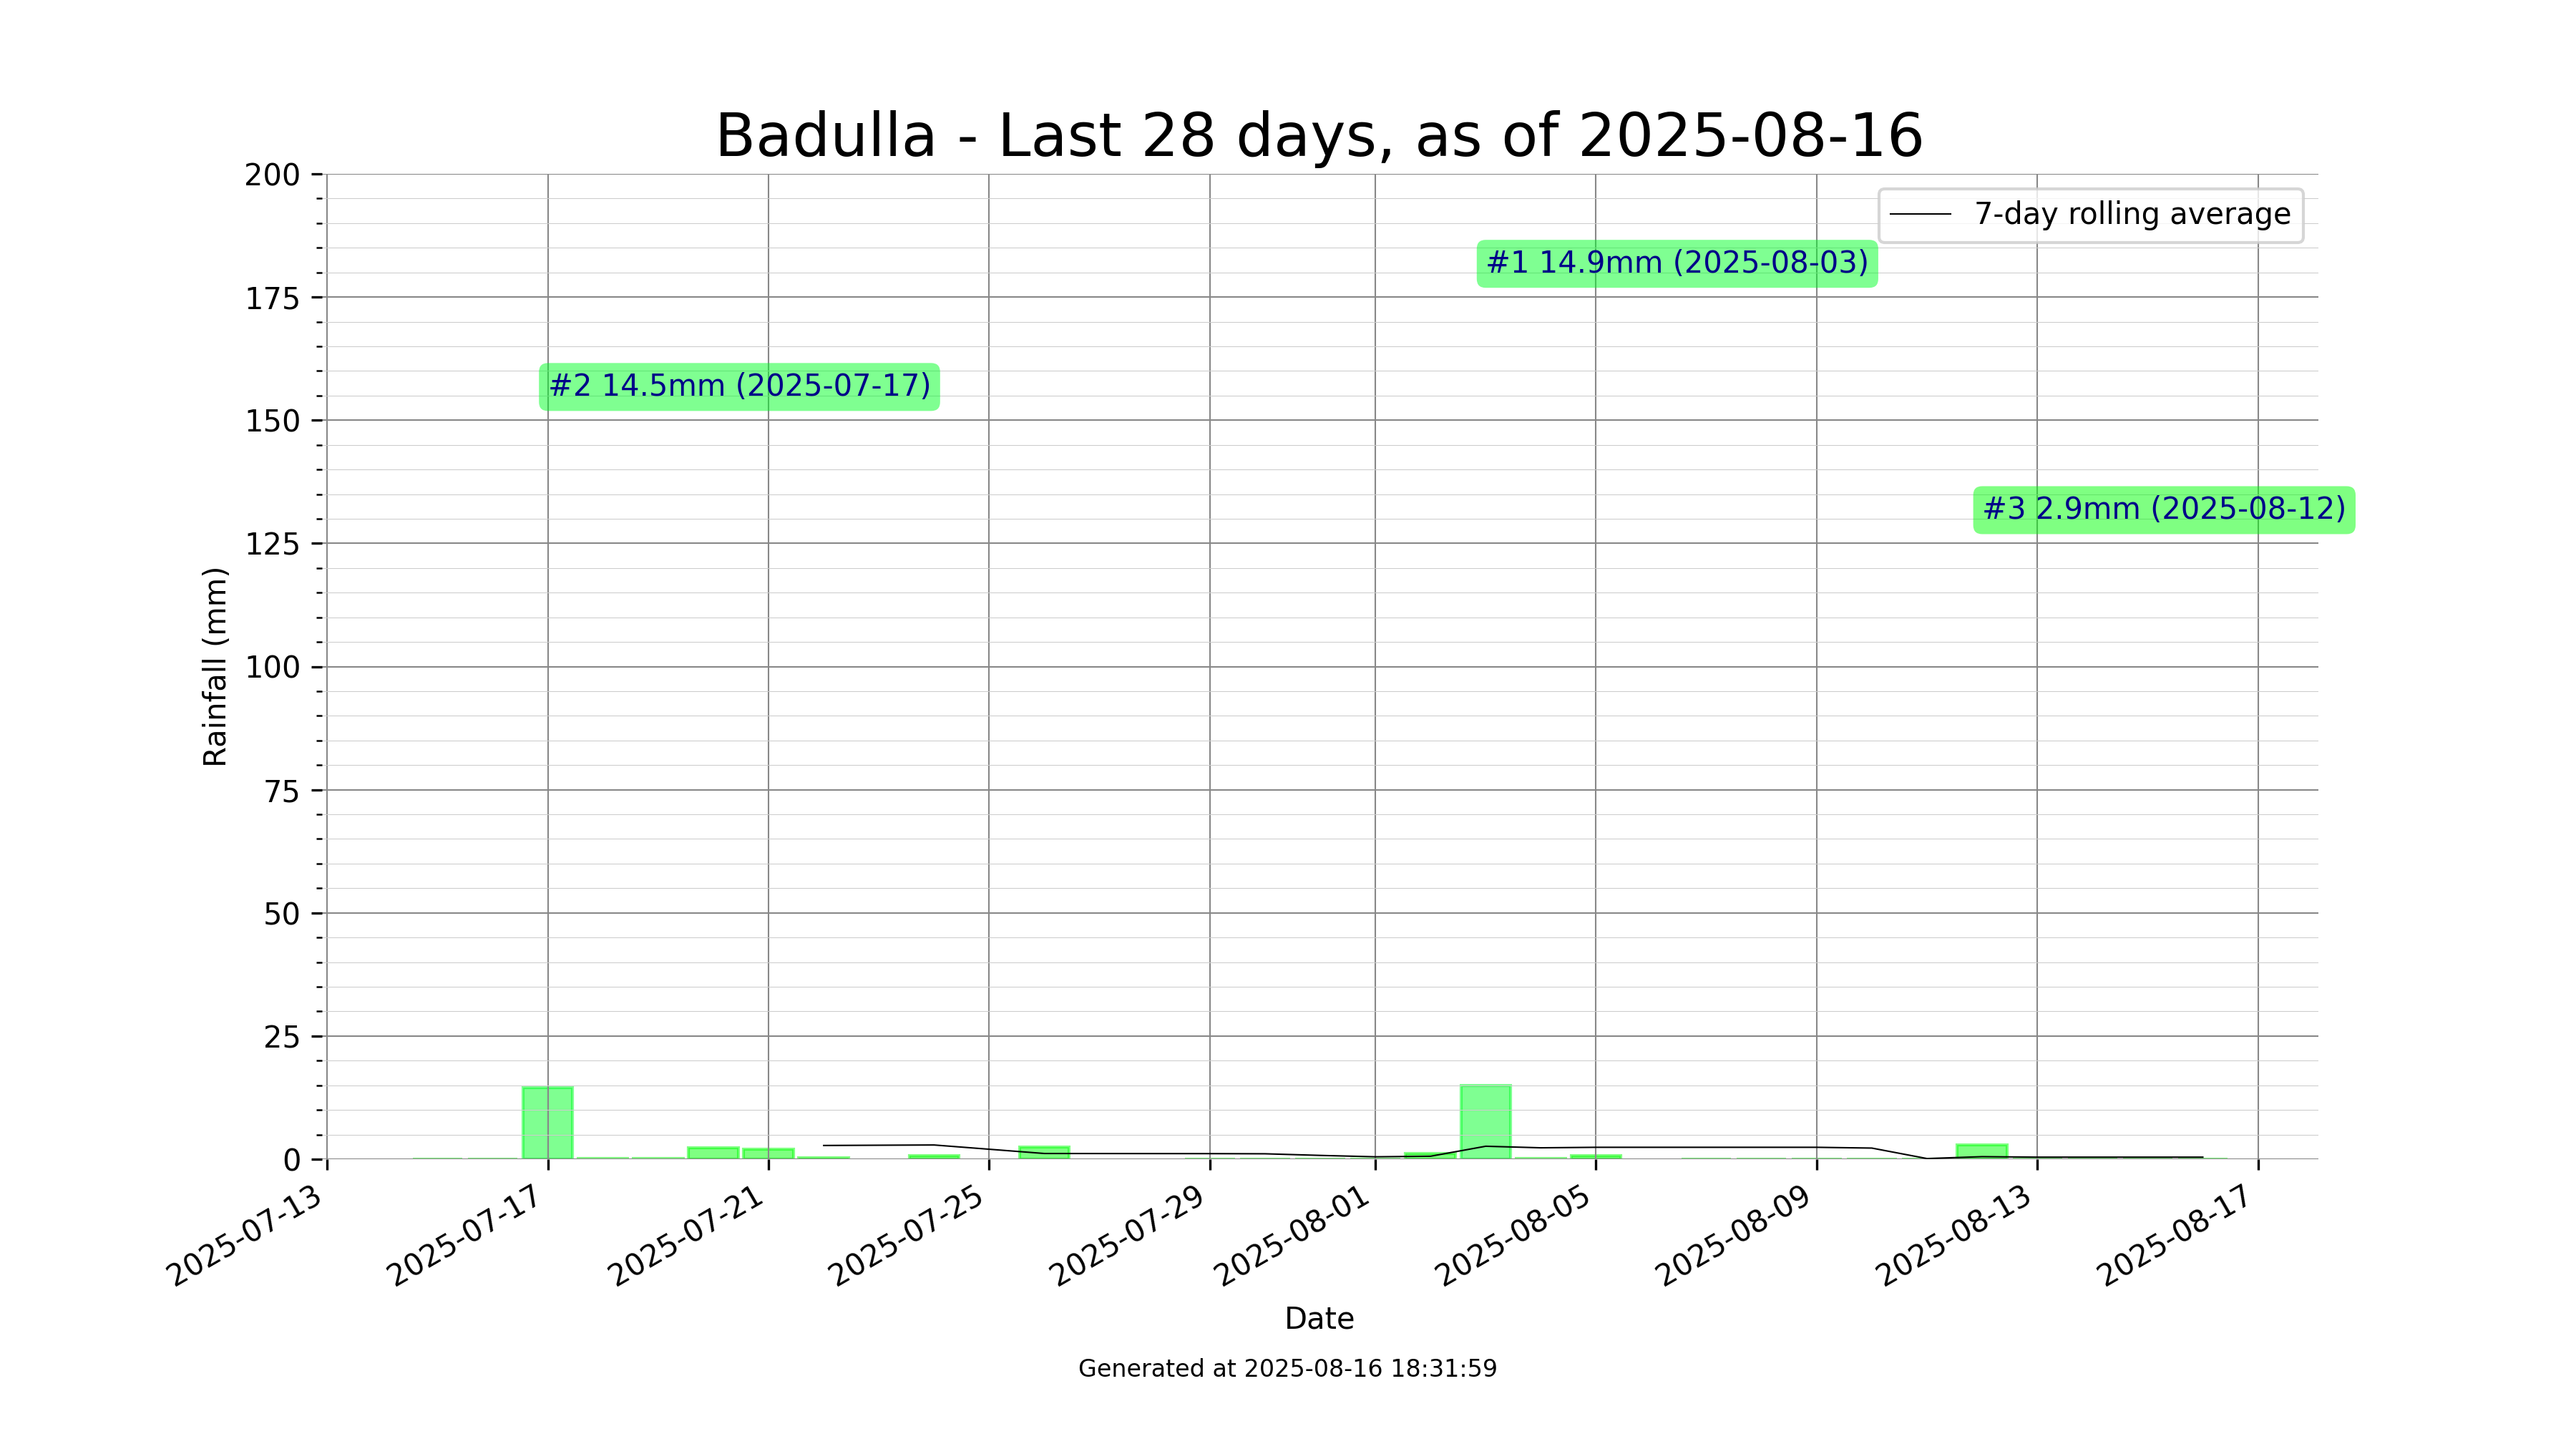 Badulla - Last 28 days, as of 2025-08-16
200
175
150
125
100
75
50
25
0
Rainfall (mm)
7-day rolling average
#1 14.9mm (2025-08-03)
#2 14.5mm (2025-07-17)
#3 2.9mm (2025-08-12)
2025-07-13
2025-07-17
2025-07-21
2025-07-25
2025-07-29
2025-08-01
2025-08-05
2025-08-09
2025-08-13
2025-08-17
Date
Generated at 2025-08-16 18:31:59